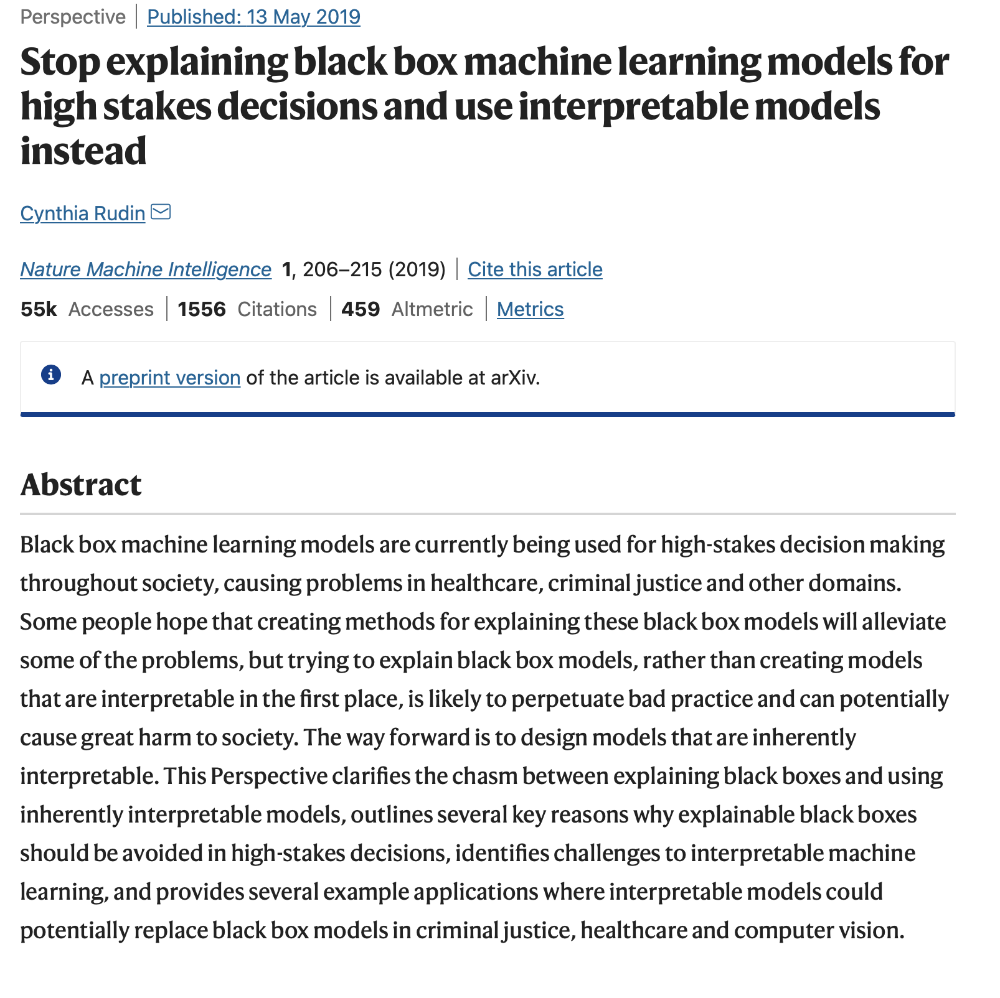 Perspective | Published: 13 May 2019
Stop explaining black box machine learning models for
high stakes decisions and use interpretable models
instead
Cynthia Rudin
Nature Machine Intelligence 1, 206–215 (2019) | Cite this article
55k Accesses | 1556 Citations | 459 Altmetric | Metrics
A preprint version of the article is available at arXiv.
Abstract
Black box machine learning models are currently being used for high-stakes decision making
throughout society, causing problems in healthcare, criminal justice and other domains.
Some people hope that creating methods for explaining these black box models will alleviate
some of the problems, but trying to explain black box models, rather than creating models
that are interpretable in the first place, is likely to perpetuate bad practice and can potentially
cause great harm to society. The way forward is to design models that are inherently
interpretable. This Perspective clarifies the chasm between explaining black boxes and using
inherently interpretable models, outlines several key reasons why explainable black boxes
should be avoided in high-stakes decisions, identifies challenges to interpretable machine
learning, and provides several example applications where interpretable models could
potentially replace black box models in criminal justice, healthcare and computer vision.